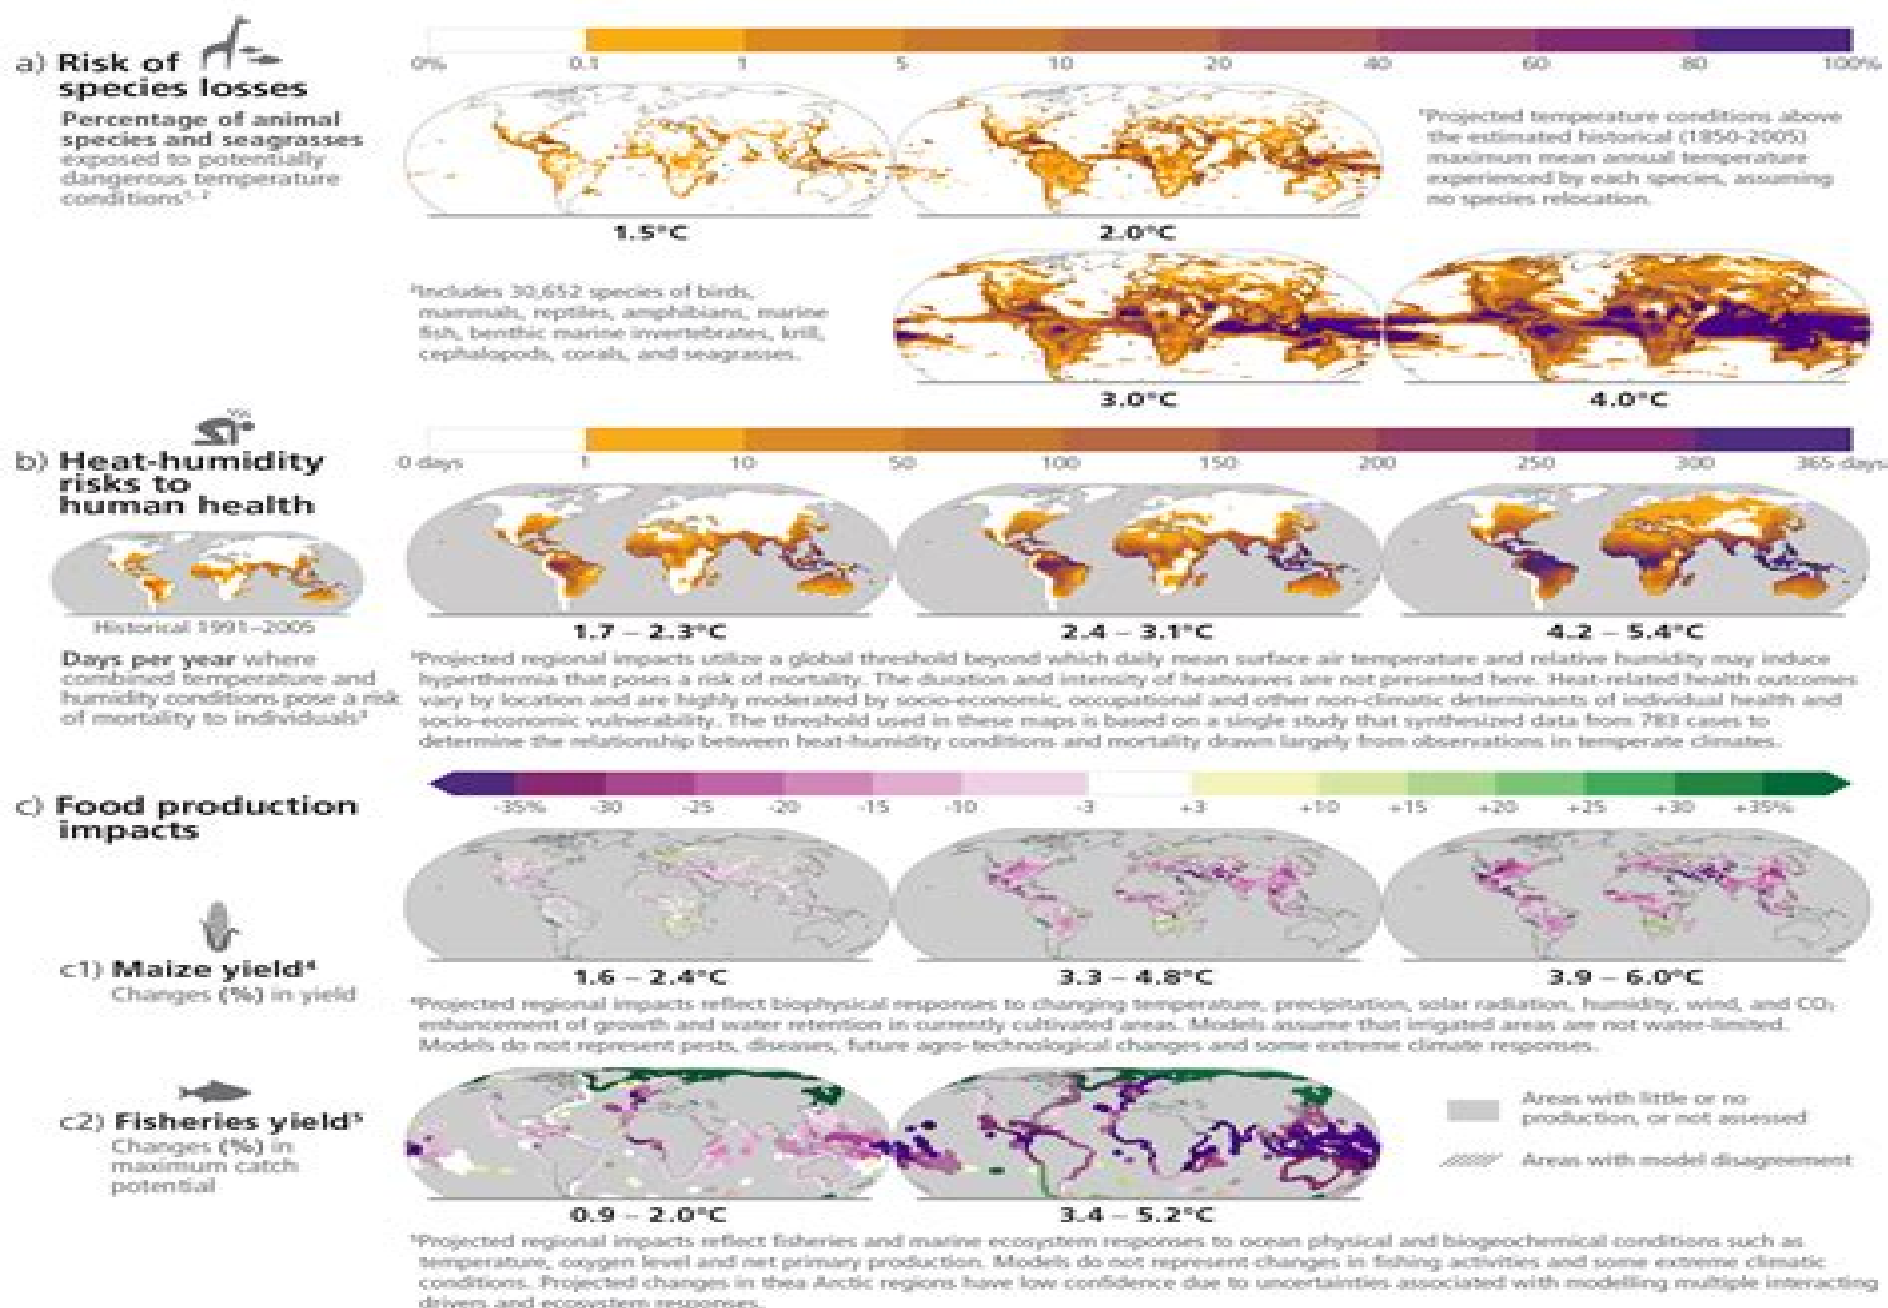 a) Risk of
species losses
Percentage of animal
species and seagrasses
exposed to potentially
dangerous temperature
conditions¹, ²
0% 0.1 1 5 10 20 40 60 80 100%
1.5°C 2.0°C
¹Projected temperature conditions above
the estimated historical (1850-2005)
maximum mean annual temperature
experienced by each species, assuming
no species relocation.
²Includes 30,652 species of birds,
mammals, reptiles, amphibians, marine
fish, benthic marine invertebrates, krill,
cephalopods, corals, and seagrasses.
3.0°C 4.0°C
b) Heat-humidity
risks to
human health
0 days 1 10 50 100 150 200 250 300 365 days
Historical 1991–2005
1.7 – 2.3°C 2.4 – 3.1°C 4.2 – 5.4°C
Days per year where
combined temperature and
humidity conditions pose a risk
of mortality to individuals³
³Projected regional impacts utilize a global threshold beyond which daily mean surface air temperature and relative humidity may induce
hyperthermia that poses a risk of mortality. The duration and intensity of heatwaves are not presented here. Heat-related health outcomes
vary by location and are highly moderated by socio-economic, occupational and other non-climatic determinants of individual health and
socio-economic vulnerability. The threshold used in these maps is based on a single study that synthesized data from 783 cases to
determine the relationship between heat-humidity conditions and mortality drawn largely from observations in temperate climates.
c) Food production
impacts
-35% -30 -25 -20 -15 -10 -3 +3 +10 +15 +20 +25 +30 +35%
c1) Maize yield⁴
Changes (%) in yield
1.6 – 2.4°C 3.3 – 4.8°C 3.9 – 6.0°C
⁴Projected regional impacts reflect biophysical responses to changing temperature, precipitation, solar radiation, humidity, wind, and CO₂
enhancement of growth and water retention in currently cultivated areas. Models assume that irrigated areas are not water-limited.
Models do not represent pests, diseases, future agro-technological changes and some extreme climate responses.
c2) Fisheries yield⁵
Changes (%) in
maximum catch
potential
0.9 – 2.0°C 3.4 – 5.2°C
Areas with little or no
production, or not assessed
Areas with model disagreement
⁵Projected regional impacts reflect fisheries and marine ecosystem responses to ocean physical and biogeochemical conditions such as
temperature, oxygen level and net primary production. Models do not represent changes in fishing activities and some extreme climatic
conditions. Projected changes in thea Arctic regions have low confidence due to uncertainties associated with modelling multiple interacting
drivers and ecosystem responses.